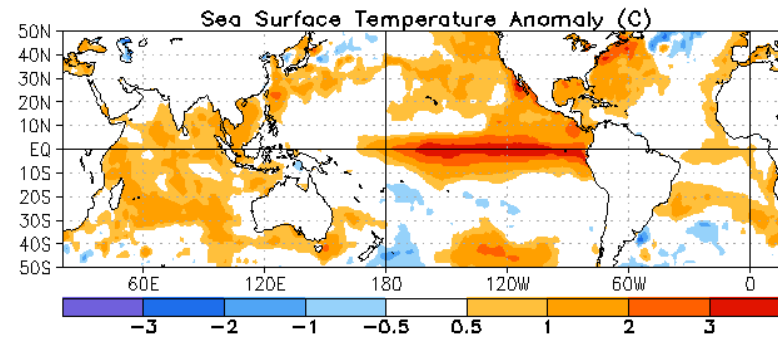 Sea Surface Temperature Anomaly (C)
50N
40N
30N
20N
10N
EQ
10S
20S
30S
40S
50S
60E 120E 180 120W 60W 0
-3 -2 -1 -0.5 0.5 1 2 3